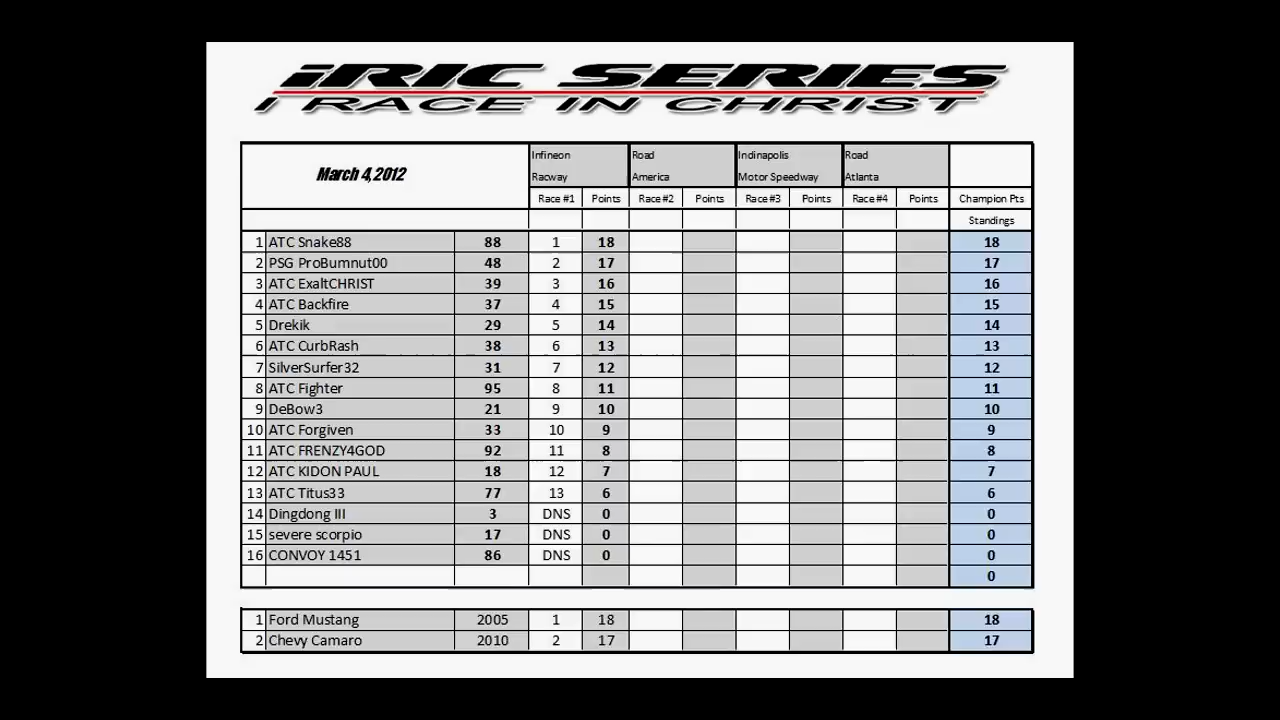 iRIC SERIES
I RACE IN CHRIST
March 4,2012
Infineon Road Indinapolis Road
Racway America Motor Speedway Atlanta
Race #1 Points Race #2 Points Race #3 Points Race #4 Points Champion Pts
Standings
1 ATC Snake88 88 1 18 18
2 PSG ProBumnut00 48 2 17 17
3 ATC ExaltCHRIST 39 3 16 16
4 ATC Backfire 37 4 15 15
5 Drekik 29 5 14 14
6 ATC CurbRash 38 6 13 13
7 SilverSurfer32 31 7 12 12
8 ATC Fighter 95 8 11 11
9 DeBow3 21 9 10 10
10 ATC Forgiven 33 10 9 9
11 ATC FRENZY4GOD 92 11 8 8
12 ATC KIDON PAUL 18 12 7 7
13 ATC Titus33 77 13 6 6
14 Dingdong III 3 DNS 0 0
15 severe scorpio 17 DNS 0 0
16 CONVOY 1451 86 DNS 0 0
0
1 Ford Mustang 2005 1 18 18
2 Chevy Camaro 2010 2 17 17